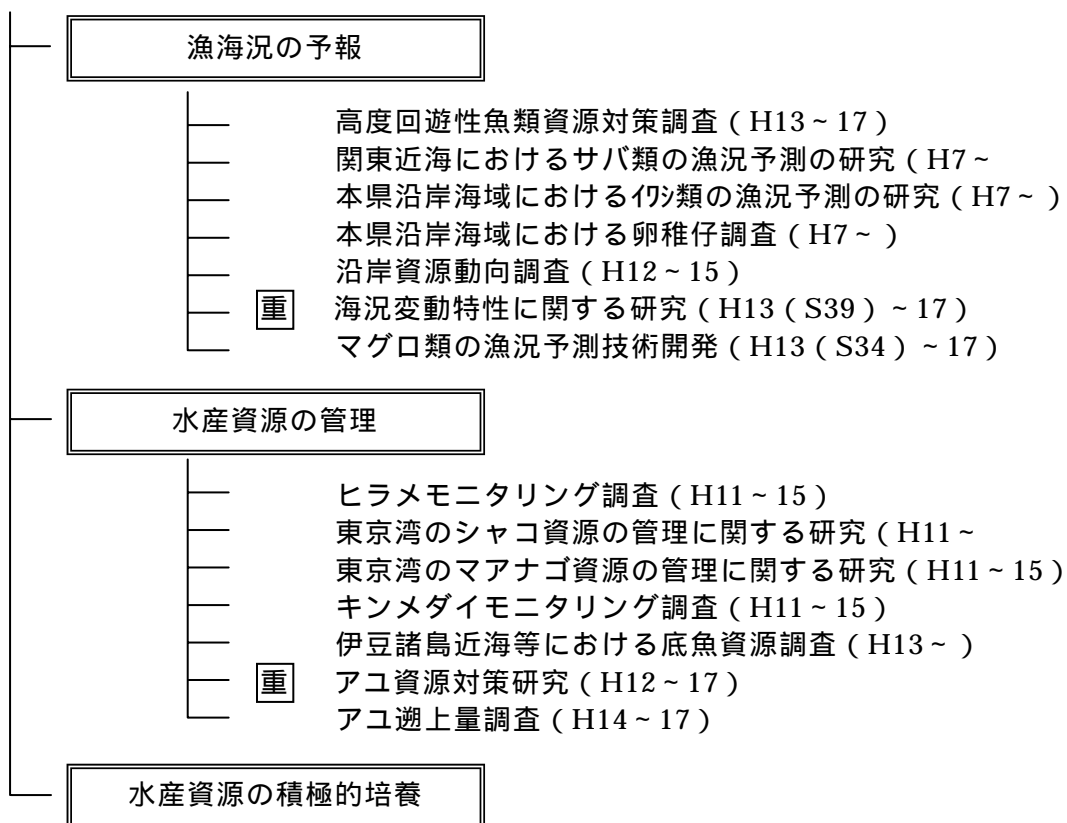 漁海況の予報
高度回遊性魚類資源対策調査（H13~17）
関東近海におけるサバ類の漁況予測の研究（H7~
本県沿岸海域におけるｲﾜｼ類の漁況予測の研究（H7~ ）
本県沿岸海域における卵稚仔調査（H7~ ）
沿岸資源動向調査（H12~15）
重 海況変動特性に関する研究（H13（S39）~17）
マグロ類の漁況予測技術開発（H13（S34）~17）
水産資源の管理
ヒラメモニタリング調査（H11~15）
東京湾のシャコ資源の管理に関する研究（H11~
東京湾のマアナゴ資源の管理に関する研究（H11~15）
キンメダイモニタリング調査（H11~15）
伊豆諸島近海等における底魚資源調査（H13~ ）
重 アユ資源対策研究（H12~17）
アユ遡上量調査（H14~17）
水産資源の積極的培養